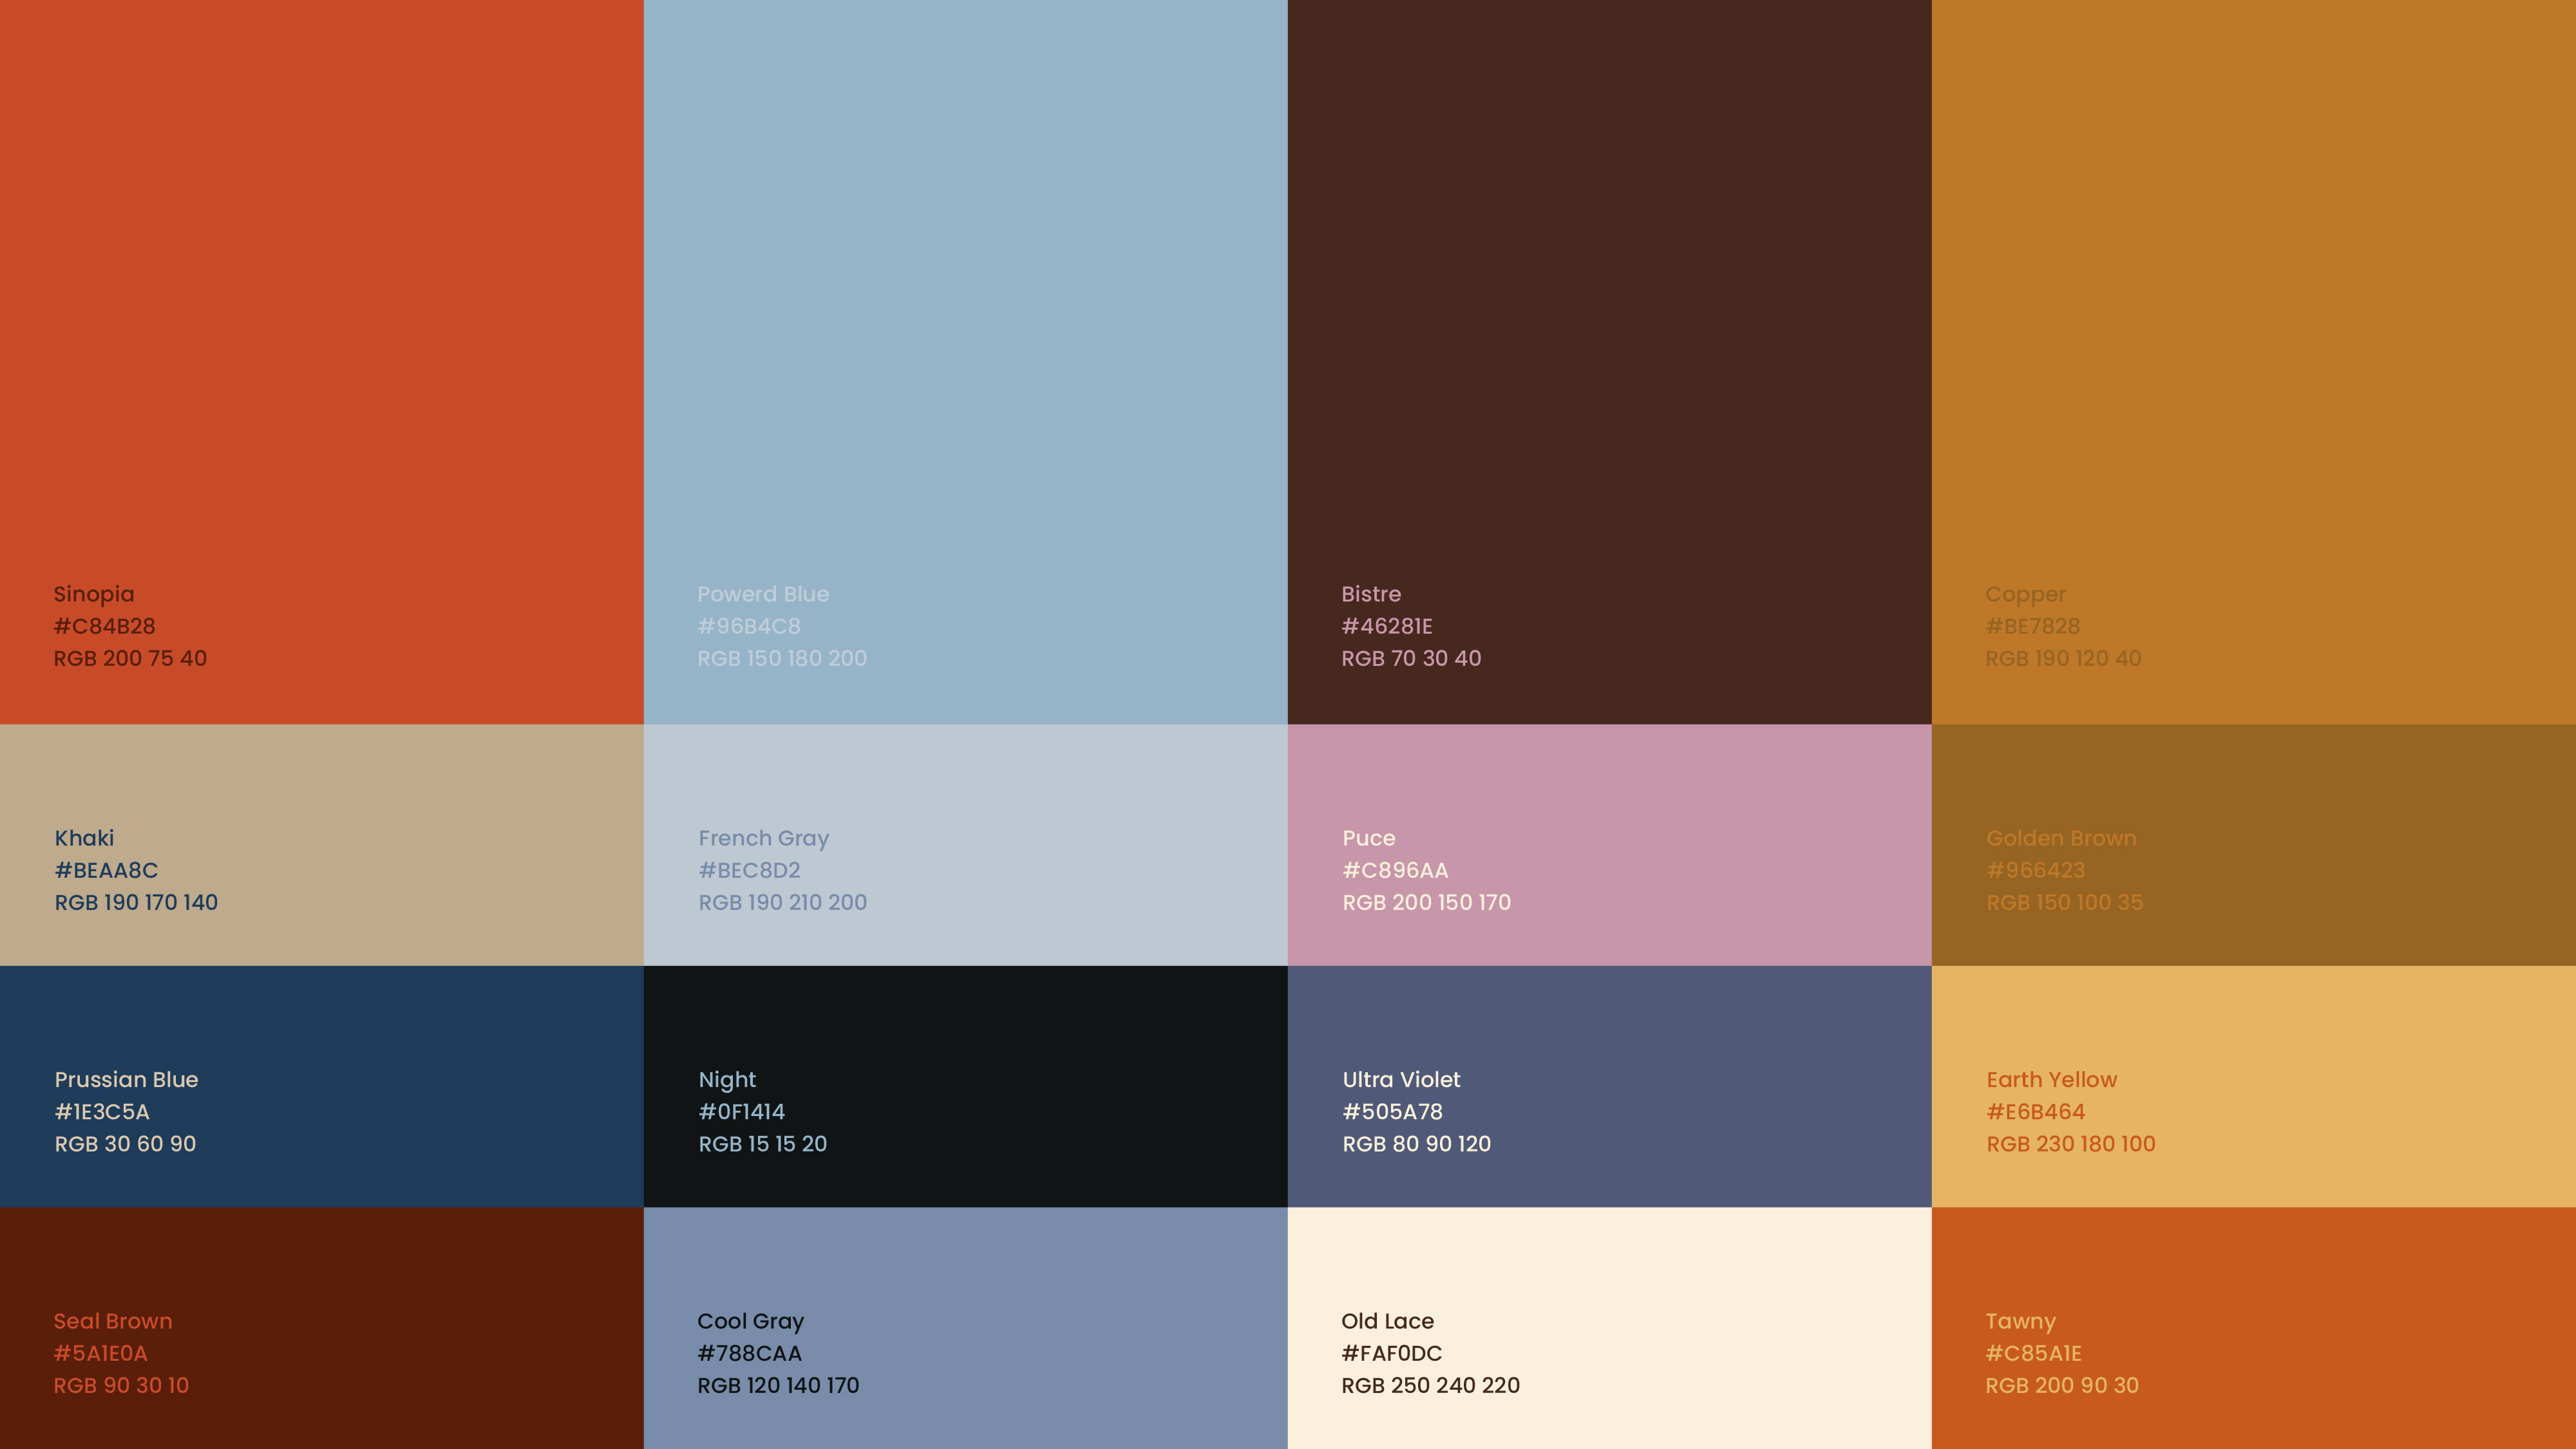 Sinopia
#C84B28
RGB 200 75 40
Powerd Blue
#96B4C8
RGB 150 180 200
Bistre
#46281E
RGB 70 30 40
Copper
#BE7828
RGB 190 120 40
Khaki
#BEAA8C
RGB 190 170 140
French Gray
#BEC8D2
RGB 190 210 200
Puce
#C896AA
RGB 200 150 170
Golden Brown
#966423
RGB 150 100 35
Prussian Blue
#1E3C5A
RGB 30 60 90
Night
#0F1414
RGB 15 15 20
Ultra Violet
#505A78
RGB 80 90 120
Earth Yellow
#E6B464
RGB 230 180 100
Seal Brown
#5A1E0A
RGB 90 30 10
Cool Gray
#788CAA
RGB 120 140 170
Old Lace
#FAF0DC
RGB 250 240 220
Tawny
#C85A1E
RGB 200 90 30